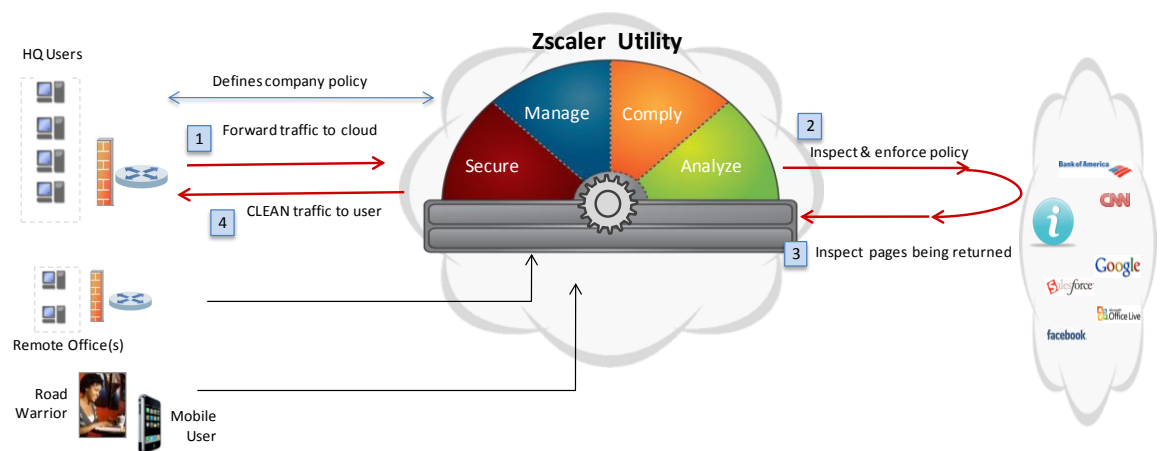 Zscaler Utility
HQ Users
Defines company policy
1
Forward traffic to cloud
4
CLEAN traffic to user
Secure
Manage
Comply
Analyze
2
Inspect & enforce policy
3
Inspect pages being returned
Bank of America
CNN
i
Google
salesforce
Microsoft
Office Live
facebook
Remote Office(s)
Road
Warrior
Mobile
User